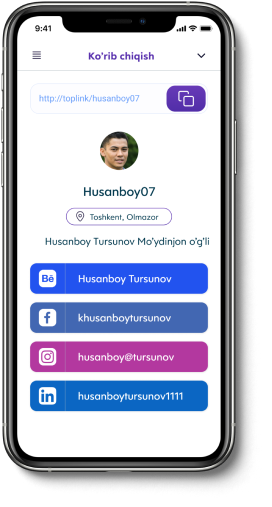 9:41
Ko'rib chiqish
http://toplink/husanboy07
Husanboy07
Toshkent, Olmazor
Husanboy Tursunov Mo'ydinjon o'g'li
Bē Husanboy Tursunov
f khusanboytursunov
husanboy@tursunov
in khusanboytursunov1111